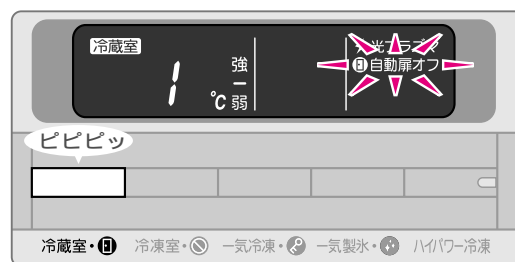 冷蔵室
光プラズマ
1 ℃ 強 ー 弱
自動扉オフ
ピピピッ
冷蔵室・ 冷凍室・ 一気冷凍・ 一気製氷・ ハイパワー冷凍